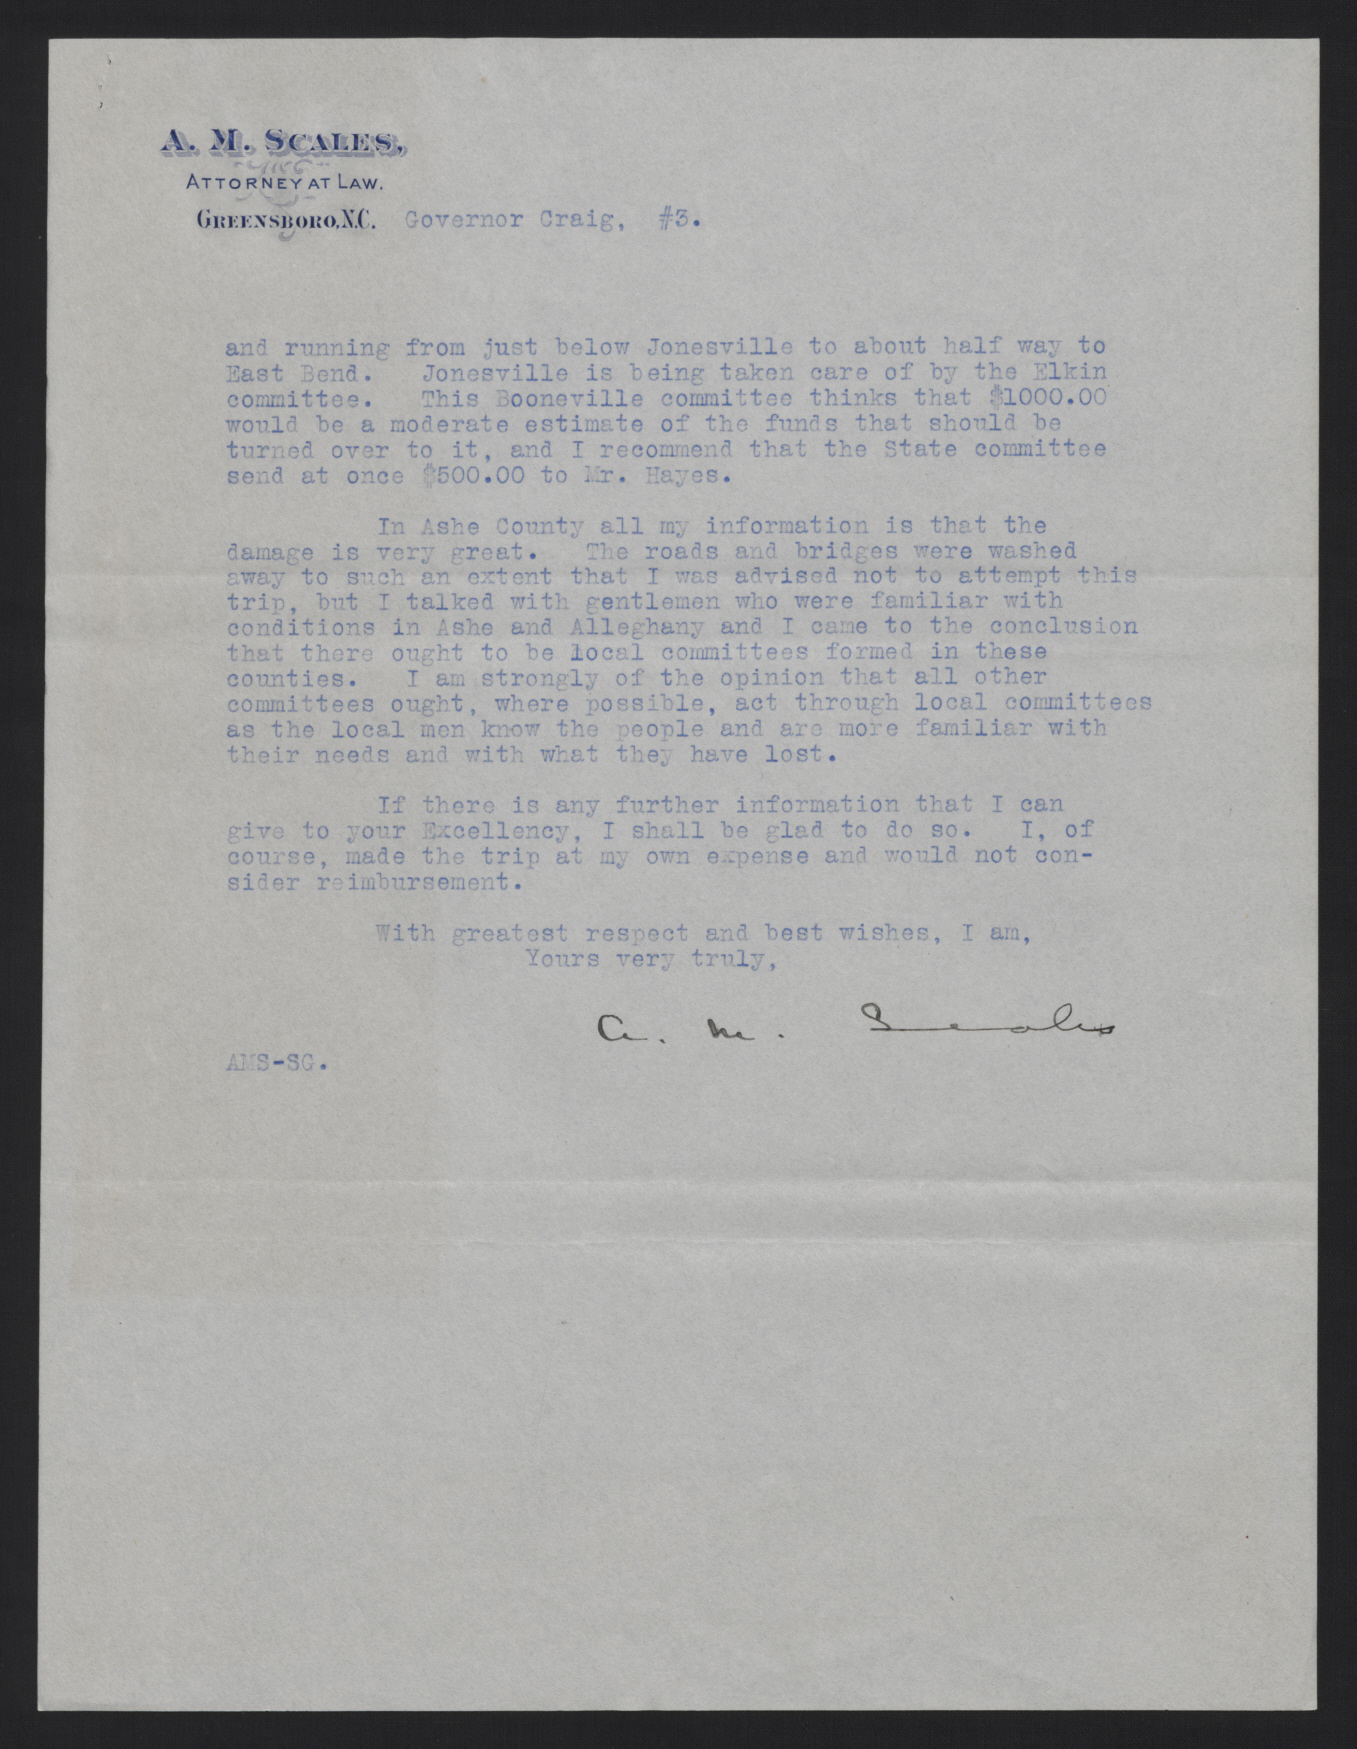 A. M. SCALES,
ATTORNEY AT LAW.
GREENSBORO, N.C. Governor Craig, #3.
and running from just below Jonesville to about half way to
East Bend. Jonesville is being taken care of by the Elkin
committee. This Booneville committee thinks that $1000.00
would be a moderate estimate of the funds that should be
turned over to it, and I recommend that the State committee
send at once $500.00 to Mr. Hayes.
In Ashe County all my information is that the
damage is very great. The roads and bridges were washed
away to such an extent that I was advised not to attempt this
trip, but I talked with gentlemen who were familiar with
conditions in Ashe and Alleghany and I came to the conclusion
that there ought to be local committees formed in these
counties. I am strongly of the opinion that all other
committees ought, where possible, act through local committees
as the local men know the people and are more familiar with
their needs and with what they have lost.
If there is any further information that I can
give to your Excellency, I shall be glad to do so. I, of
course, made the trip at my own expense and would not con-
sider reimbursement.
With greatest respect and best wishes, I am,
Yours very truly,
A. M. Scales
AMS-SG.